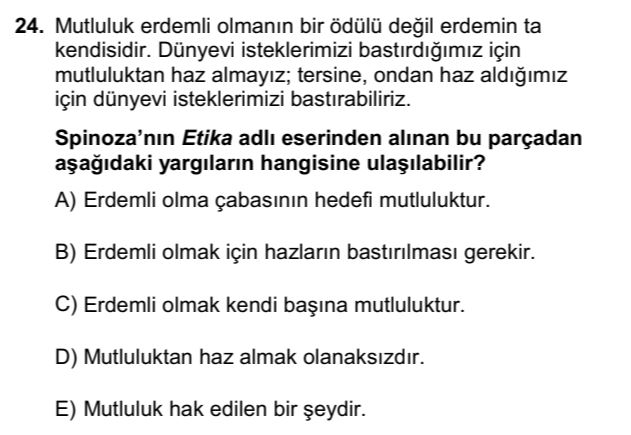 24. Mutluluk erdemli olmanın bir ödülü değil erdemin ta
kendisidir. Dünyevi isteklerimizi bastırdığımız için
mutluluktan haz almayız; tersine, ondan haz aldığımız
için dünyevi isteklerimizi bastırabiliriz.
Spinoza'nın Etika adlı eserinden alınan bu parçadan
aşağıdaki yargıların hangisine ulaşılabilir?
A) Erdemli olma çabasının hedefi mutluluktur.
B) Erdemli olmak için hazların bastırılması gerekir.
C) Erdemli olmak kendi başına mutluluktur.
D) Mutluluktan haz almak olanaksızdır.
E) Mutluluk hak edilen bir şeydir.